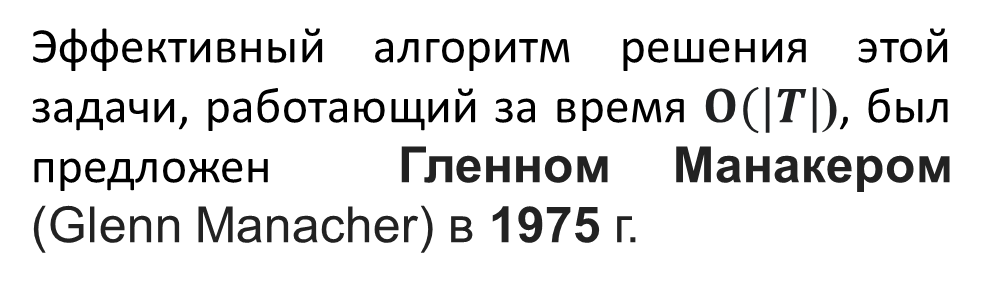 Эффективный алгоритм решения этой
задачи, работающий за время O(|T|), был
предложен Гленном Манакером
(Glenn Manacher) в 1975 г.